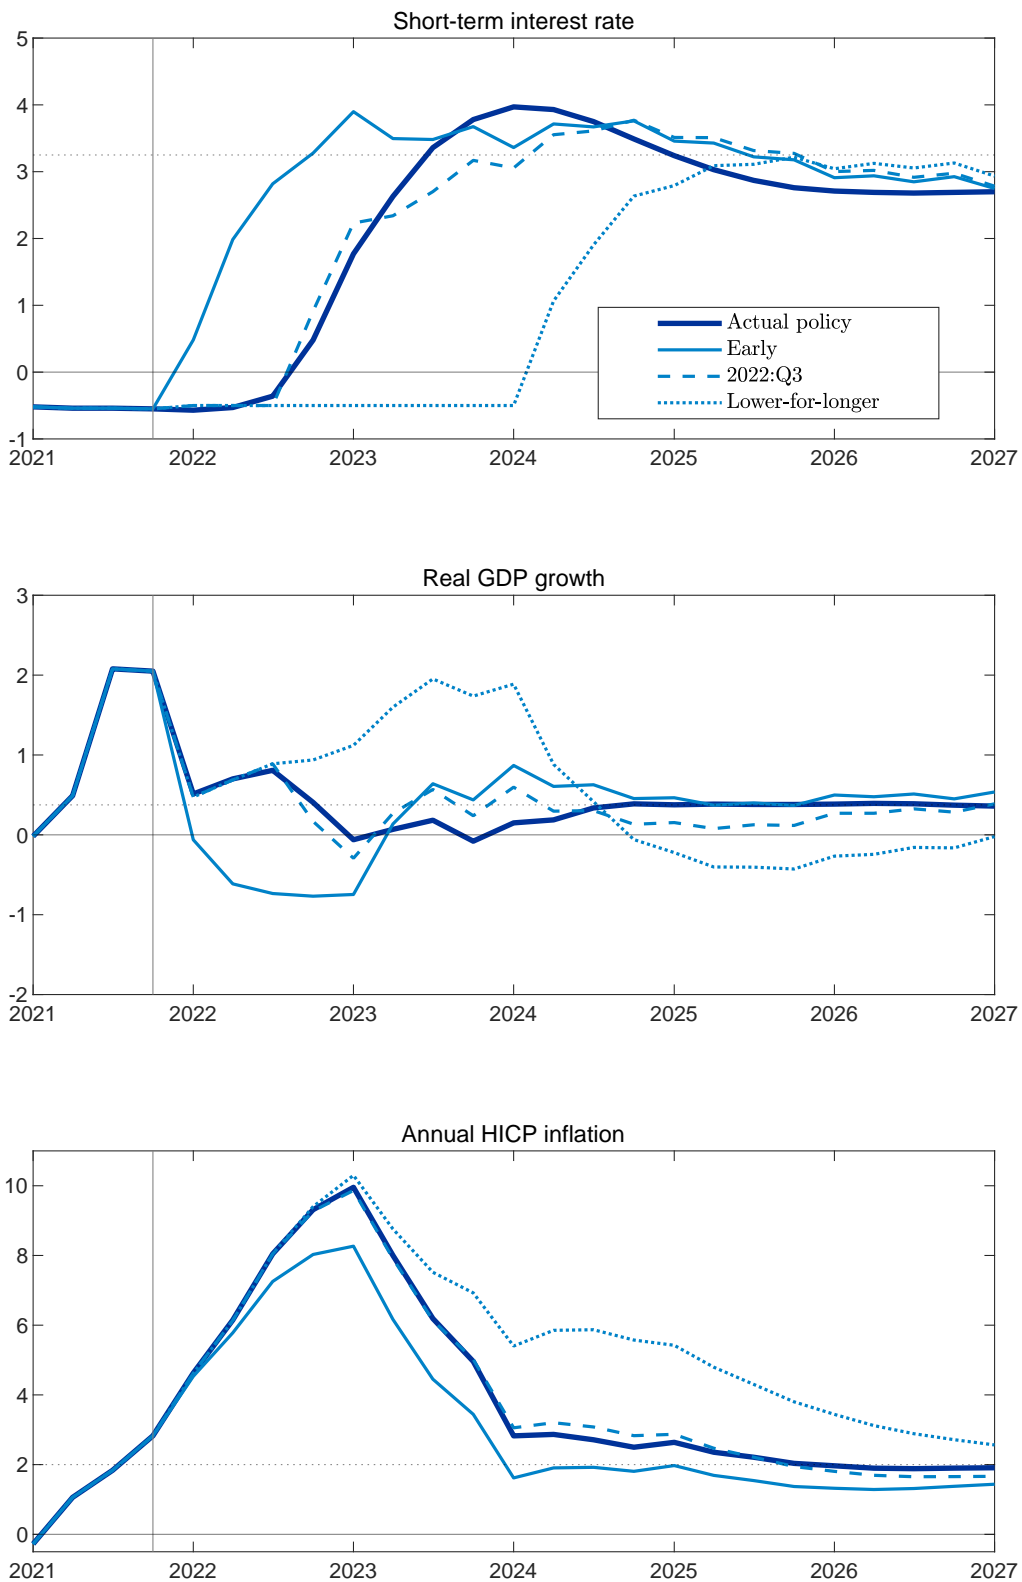 Short-term interest rate
5
4
3
2
1
0
-1
Actual policy
Early
2022:Q3
Lower-for-longer
2021 2022 2023 2024 2025 2026 2027
Real GDP growth
3
2
1
0
-1
-2
2021 2022 2023 2024 2025 2026 2027
Annual HICP inflation
10
8
6
4
2
0
2021 2022 2023 2024 2025 2026 2027